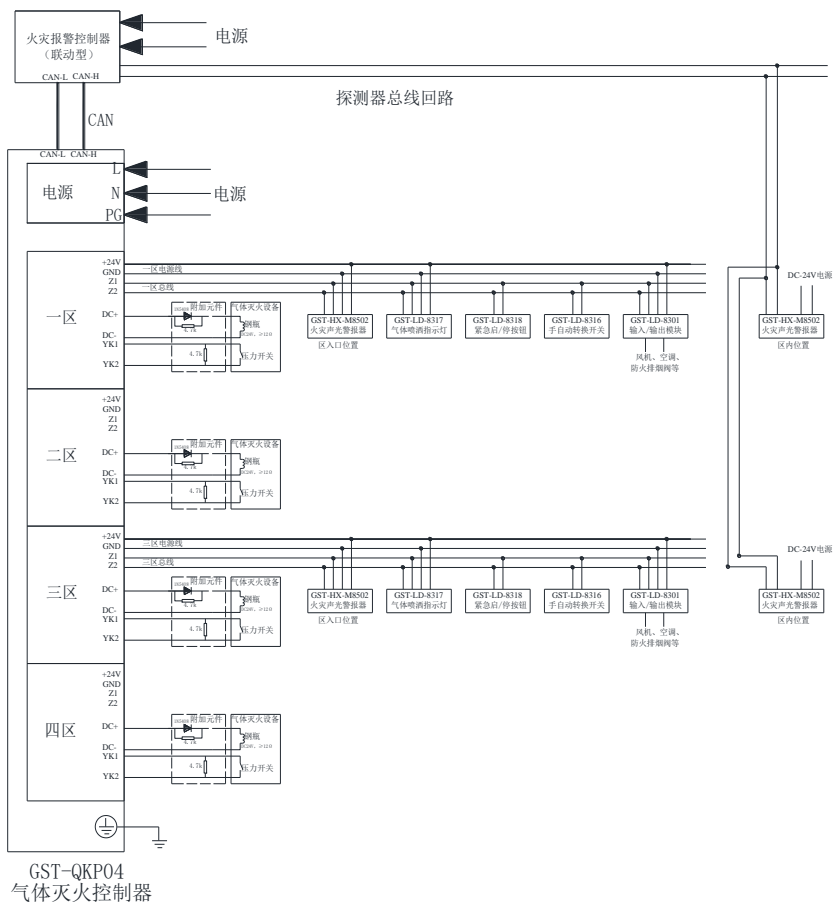 火灾报警控制器
（联动型）
电源
CAN-L CAN-H
探测器总线回路
CAN
CAN-L CAN-H
电源
L
N
PG
电源
一区
+24V
GND
Z1
Z2
DC+
DC-
YK1
YK2
一区电源线
一区总线
附加元件
4.7k
4.7k
气体灭火设备
钢瓶
压力开关
GST-HX-M8502
火灾声光警报器
区入口位置
GST-LD-8317
气体喷洒指示灯
GST-LD-8318
紧急启/停按钮
GST-LD-8316
手自动转换开关
GST-LD-8301
输入/输出模块
风机、空调、
防火排烟阀等
DC-24V电源
GST-HX-M8502
火灾声光警报器
区内位置
二区
+24V
GND
Z1
Z2
DC+
DC-
YK1
YK2
附加元件
4.7k
4.7k
气体灭火设备
钢瓶
压力开关
三区
+24V
GND
Z1
Z2
DC+
DC-
YK1
YK2
三区电源线
三区总线
附加元件
4.7k
4.7k
气体灭火设备
钢瓶
压力开关
GST-HX-M8502
火灾声光警报器
区入口位置
GST-LD-8317
气体喷洒指示灯
GST-LD-8318
紧急启/停按钮
GST-LD-8316
手自动转换开关
GST-LD-8301
输入/输出模块
风机、空调、
防火排烟阀等
DC-24V电源
GST-HX-M8502
火灾声光警报器
区内位置
四区
+24V
GND
Z1
Z2
DC+
DC-
YK1
YK2
附加元件
4.7k
4.7k
气体灭火设备
钢瓶
压力开关
GST-QKP04
气体灭火控制器